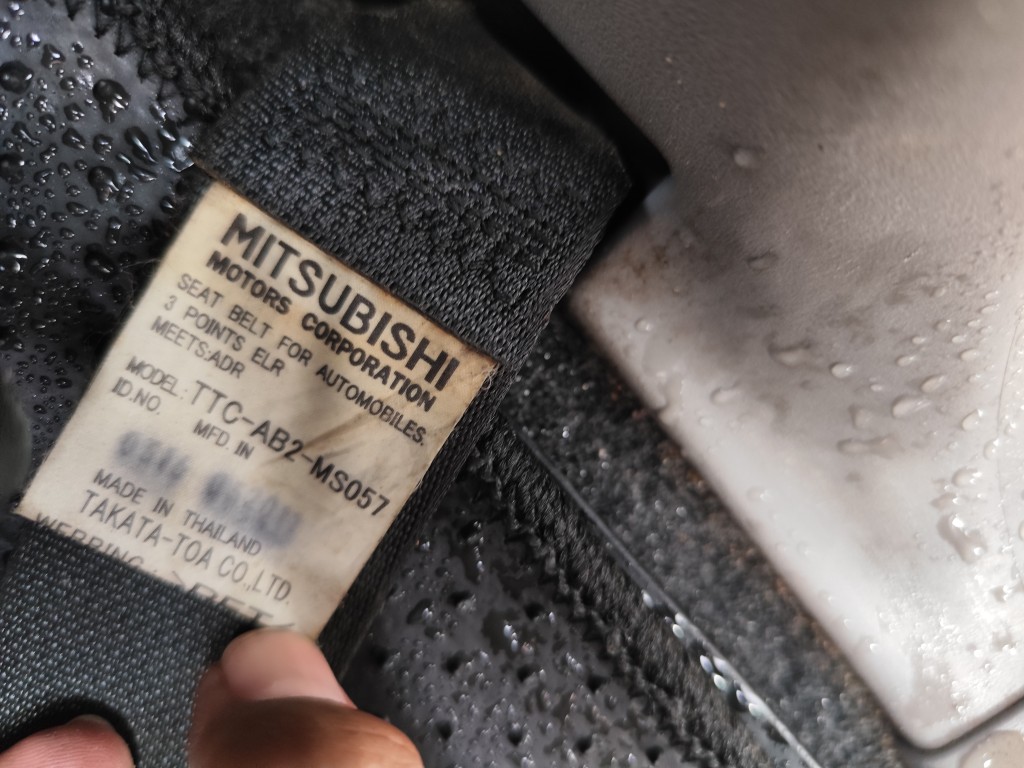 MITSUBISHI
MOTORS CORPORATION
SEAT BELT FOR AUTOMOBILES.
3 POINTS ELR
MEETS:ADR
MODEL: TTC-AB2-MS057
ID.NO.
MFD IN
MADE IN THAILAND
TAKATA-TOA CO.,LTD.